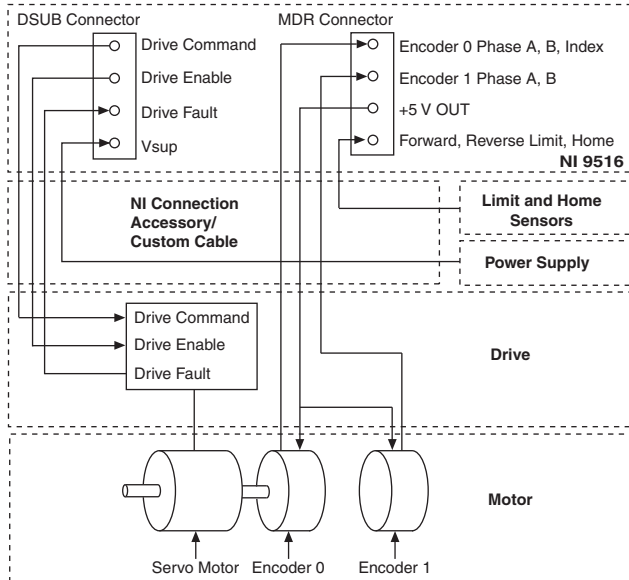 DSUB Connector
Drive Command
Drive Enable
Drive Fault
Vsup
MDR Connector
Encoder 0 Phase A, B, Index
Encoder 1 Phase A, B
+5 V OUT
Forward, Reverse Limit, Home
NI 9516
NI Connection
Accessory/
Custom Cable
Limit and Home
Sensors
Power Supply
Drive Command
Drive Enable
Drive Fault
Drive
Motor
Servo Motor
Encoder 0
Encoder 1